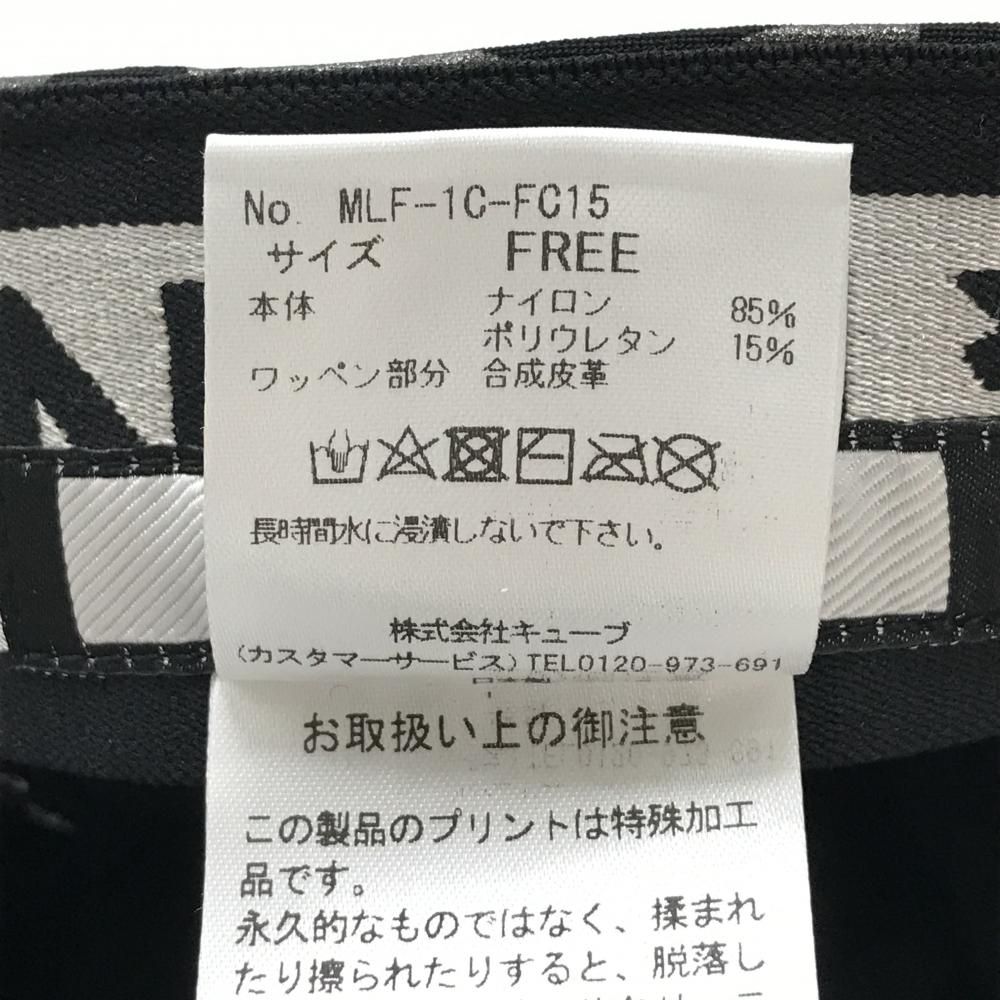 No. MLF-1C-FC15
サイズ FREE
本体 ナイロン 85%
ポリウレタン 15%
ワッペン部分 合成皮革
長時間水に浸漬しないで下さい。
株式会社キューブ
(カスタマーサービス) TEL0120-973-691
お取扱い上の御注意
この製品のプリントは特殊加工
品です。
永久的なものではなく、揉まれ
たり擦られたりすると、脱落し